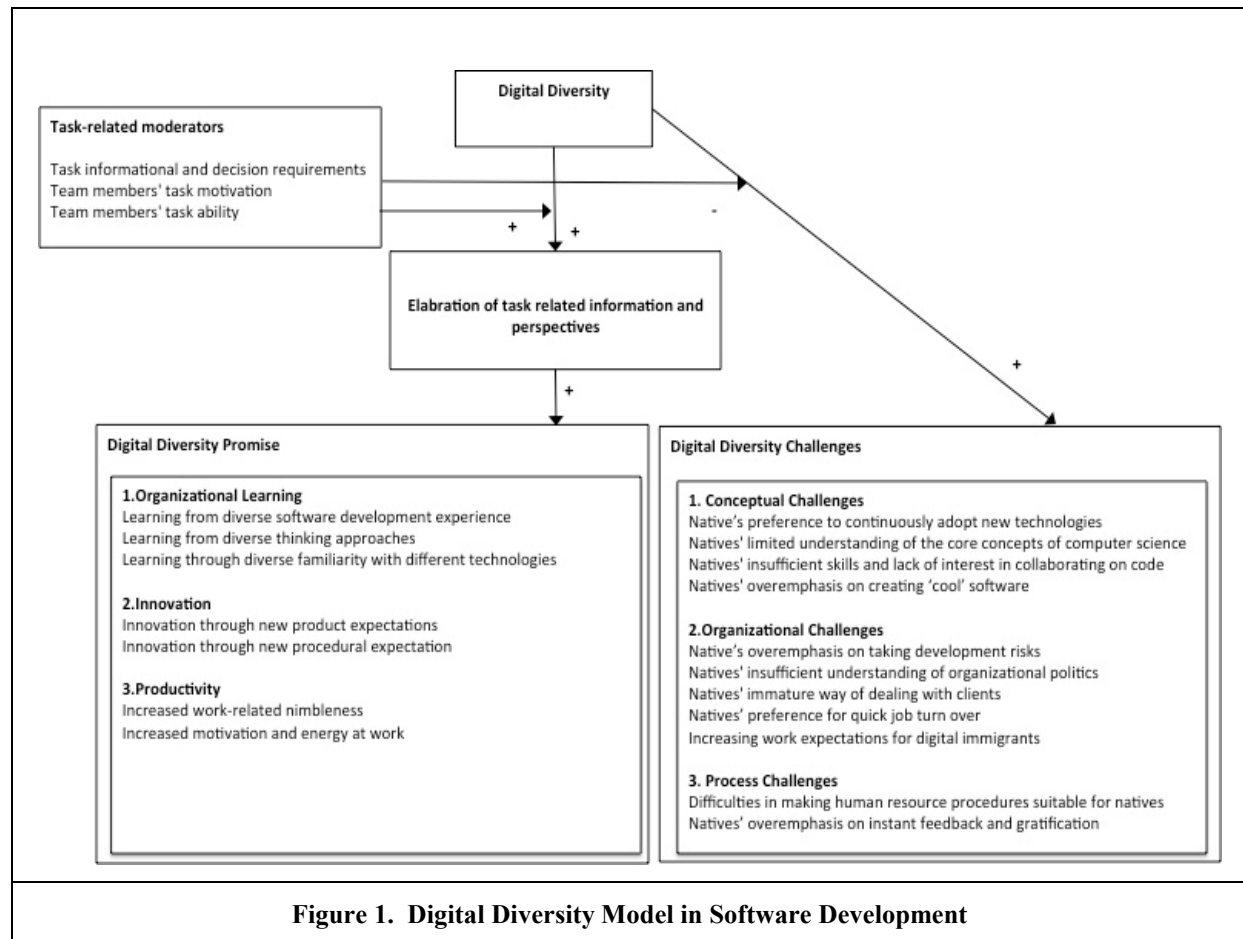 Digital Diversity
Task-related moderators
Task informational and decision requirements
Team members' task motivation
Team members' task ability
-
+
+
Elabration of task related information and
perspectives
+
+
Digital Diversity Promise
1.Organizational Learning
Learning from diverse software development experience
Learning from diverse thinking approaches
Learning through diverse familiarity with different technologies
2.Innovation
Innovation through new product expectations
Innovation through new procedural expectation
3.Productivity
Increased work-related nimbleness
Increased motivation and energy at work
Digital Diversity Challenges
1. Conceptual Challenges
Native's preference to continuously adopt new technologies
Natives' limited understanding of the core concepts of computer science
Natives' insufficient skills and lack of interest in collaborating on code
Natives' overemphasis on creating 'cool' software
2.Organizational Challenges
Native's overemphasis on taking development risks
Natives' insufficient understanding of organizational politics
Natives' immature way of dealing with clients
Natives' preference for quick job turn over
Increasing work expectations for digital immigrants
3. Process Challenges
Difficulties in making human resource procedures suitable for natives
Natives' overemphasis on instant feedback and gratification
Figure 1.  Digital Diversity Model in Software Development